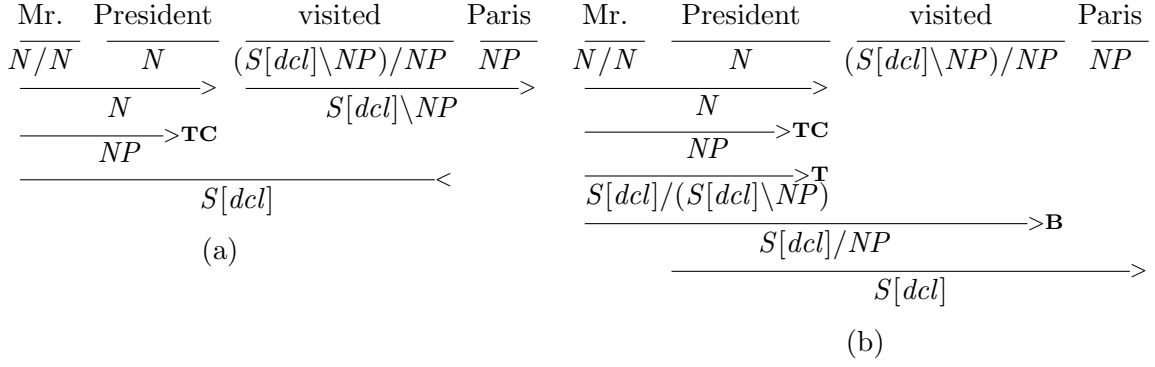 Mr. President visited Paris Mr. President visited Paris
N/N N (S[dcl]\NP)/NP NP N/N N (S[dcl]\NP)/NP NP
> > >
N S[dcl]\NP N
>TC >TC
NP NP
< >T
S[dcl] S[dcl]/(S[dcl]\NP)
>B
(a) S[dcl]/NP
>
S[dcl]
(b)